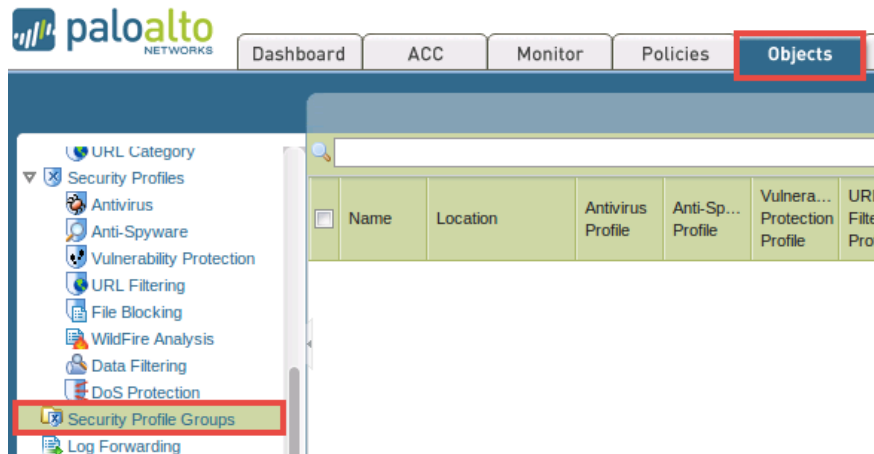 paloalto
NETWORKS
Dashboard
ACC
Monitor
Policies
Objects
URL Category
Security Profiles
Antivirus
Anti-Spyware
Vulnerability Protection
URL Filtering
File Blocking
WildFire Analysis
Data Filtering
DoS Protection
Security Profile Groups
Log Forwarding
Name
Location
Antivirus
Profile
Anti-Sp...
Profile
Vulnera...
Protection
Profile